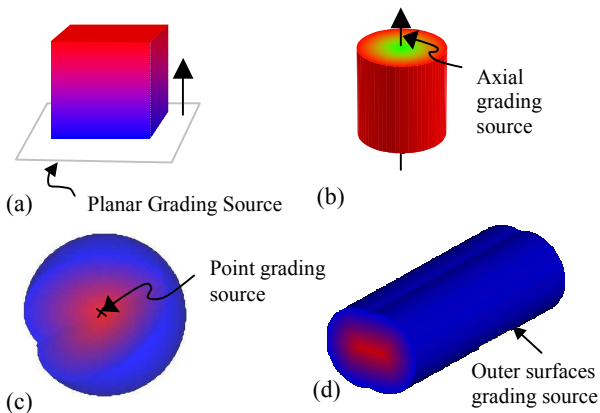 Axial
grading
source
(a)
Planar Grading Source
(b)
Point grading
source
(c)
(d)
Outer surfaces
grading source